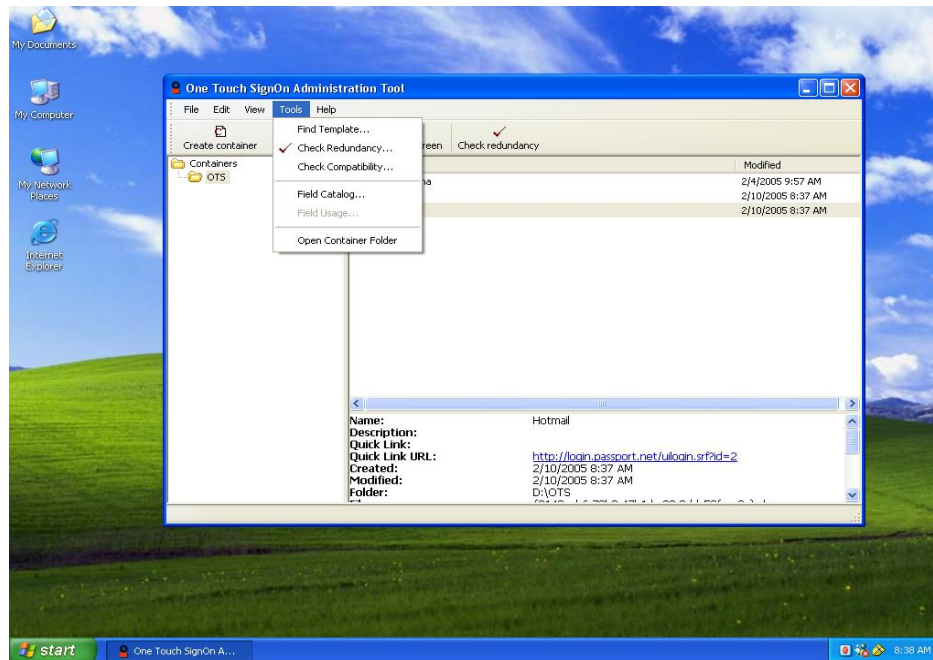 My Documents
My Computer
My Network
Places
Internet
Explorer
One Touch SignOn Administration Tool
File Edit View Tools Help
Create container
reen
Check redundancy
Find Template...
Check Redundancy...
Check Compatibility...
Field Catalog...
Field Usage...
Open Container Folder
Containers
OTS
Modified
na
2/4/2005 9:57 AM
2/10/2005 8:37 AM
2/10/2005 8:37 AM
Name: Hotmail
Description:
Quick Link:
Quick Link URL: http://login.passport.net/uilogin.srf?id=2
Created: 2/10/2005 8:37 AM
Modified: 2/10/2005 8:37 AM
Folder: D:\OTS
start
One Touch SignOn A...
8:38 AM